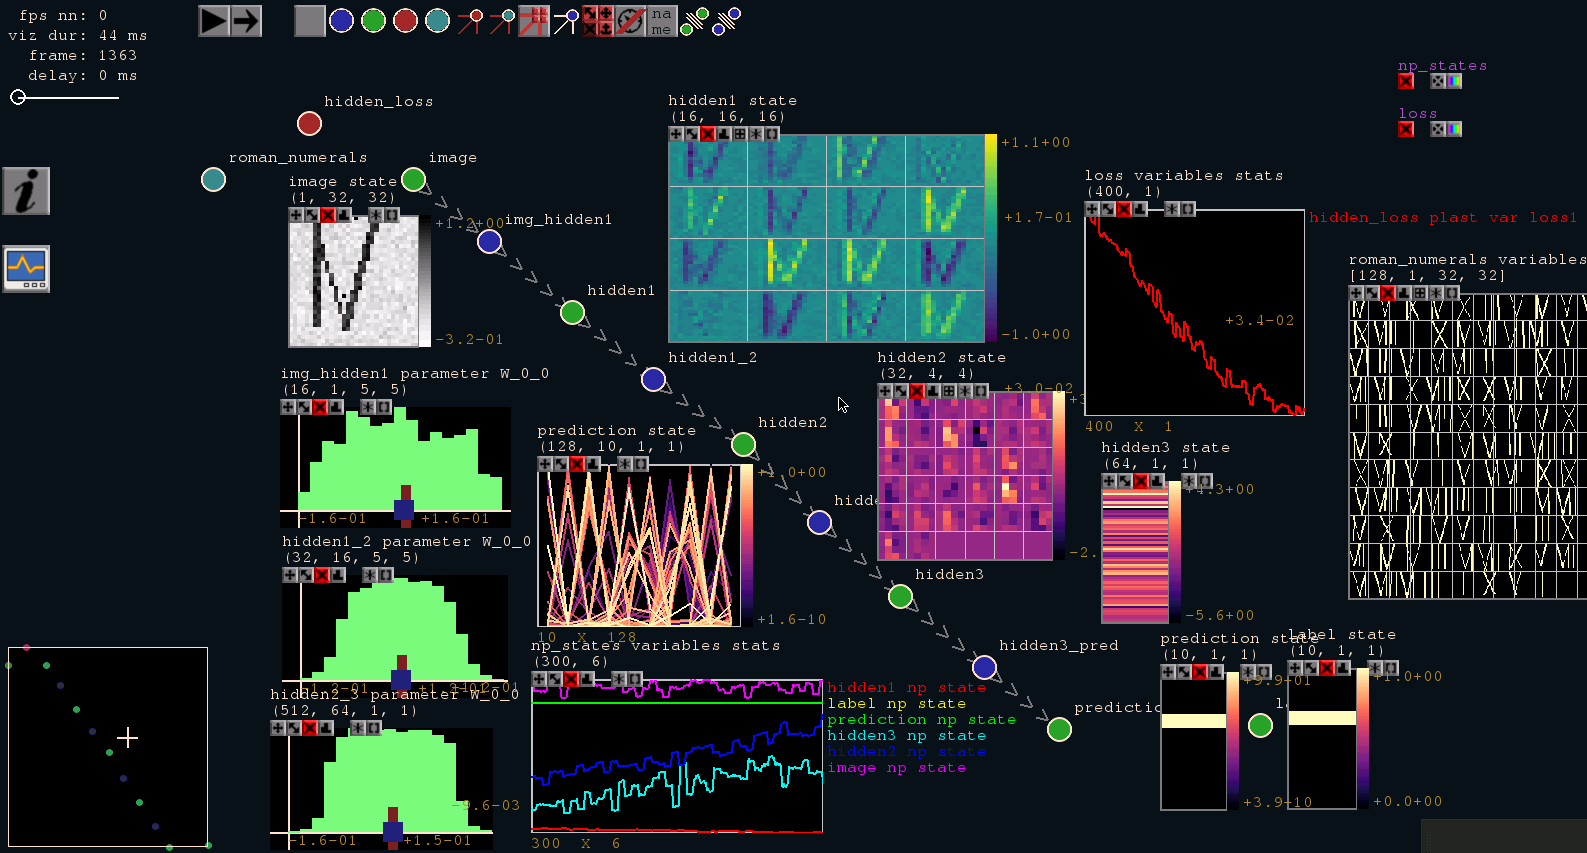 fps nn: 0
viz dur: 44 ms
frame: 1363
delay: 0 ms
na
me
np_states
loss
hidden_loss
roman_numerals
image
image state
(1, 32, 32)
+1.2+00
-3.2-01
img_hidden1
hidden1
hidden1 state
(16, 16, 16)
+1.1+00
+1.7-01
-1.0+00
hidden1_2
loss variables stats
(400, 1)
hidden_loss plast var loss1
+3.4-02
400 X 1
roman_numerals variables
[128, 1, 32, 32]
img_hidden1 parameter W_0_0
(16, 1, 5, 5)
-1.6-01
+1.6-01
hidden2 state
(32, 4, 4)
+3.0-02
-2.
hidden2
prediction state
(128, 10, 1, 1)
+1.0+00
+1.6-10
10 X 128
hidden3 state
(64, 1, 1)
+4.3+00
-5.6+00
hidden1_2 parameter W_0_0
(32, 16, 5, 5)
hidden3
hidden3_pred
hidden2_3 parameter W_0_0
(512, 64, 1, 1)
-9.6-03
-1.6-01
+1.5-01
np_states variables stats
(300, 6)
hidden1 np state
label np state
prediction np state
hidden3 np state
hidden2 np state
image np state
300 X 6
prediction state
(10, 1, 1)
+9.9-01
+3.9-10
label state
(10, 1, 1)
+1.0+00
+0.0+00